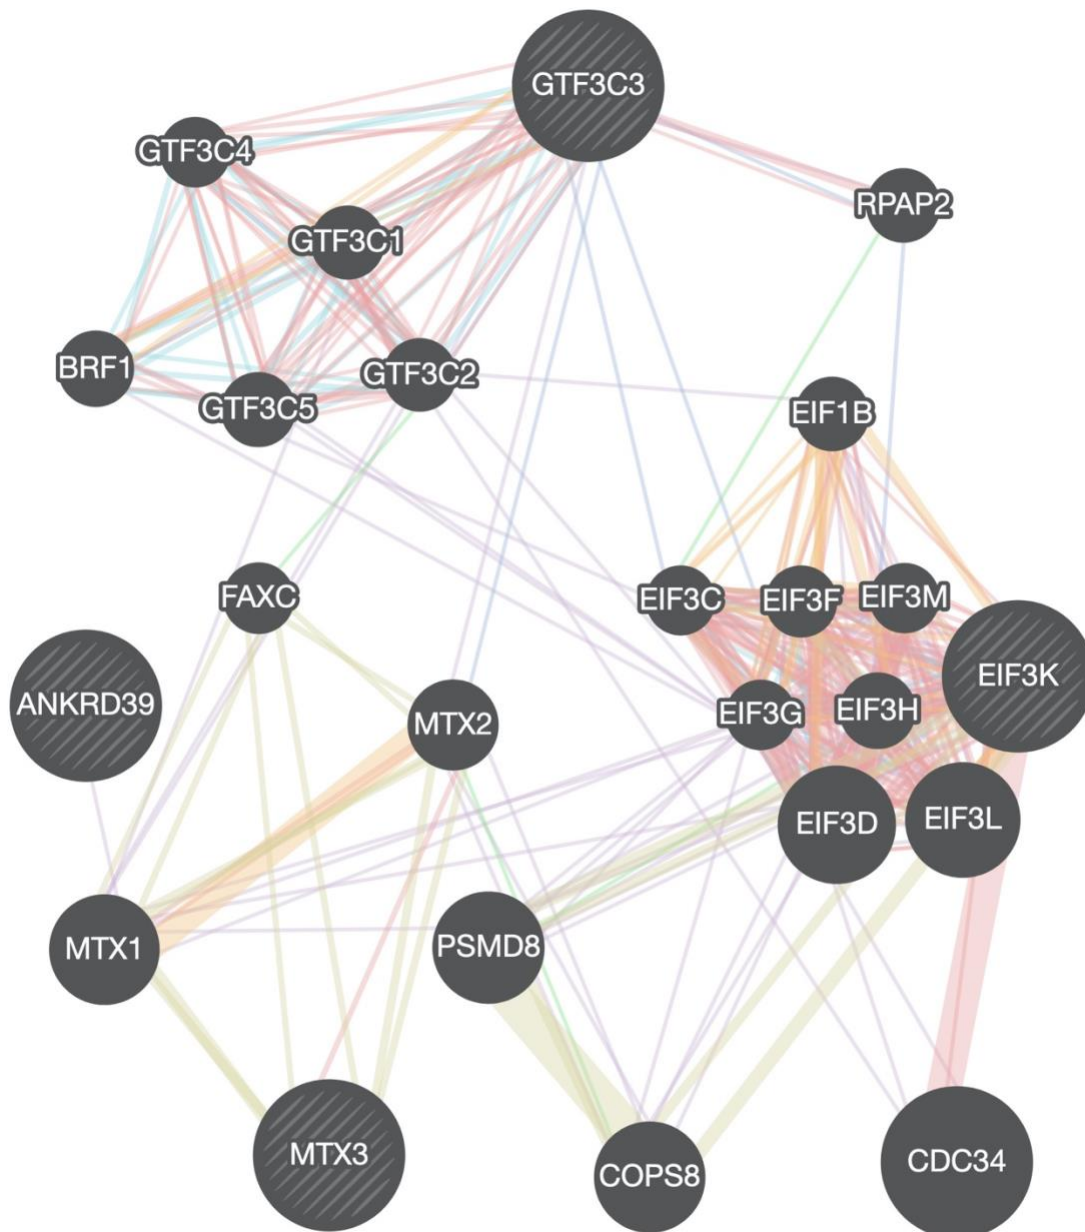 GTF3C3
GTF3C4
RPAP2
GTF3C1
BRF1
GTF3C2
GTF3C5
EIF1B
FAXC
EIF3C
EIF3F
EIF3M
ANKRD39
MTX2
EIF3G
EIF3H
EIF3K
EIF3D
EIF3L
MTX1
PSMD8
MTX3
COPS8
CDC34